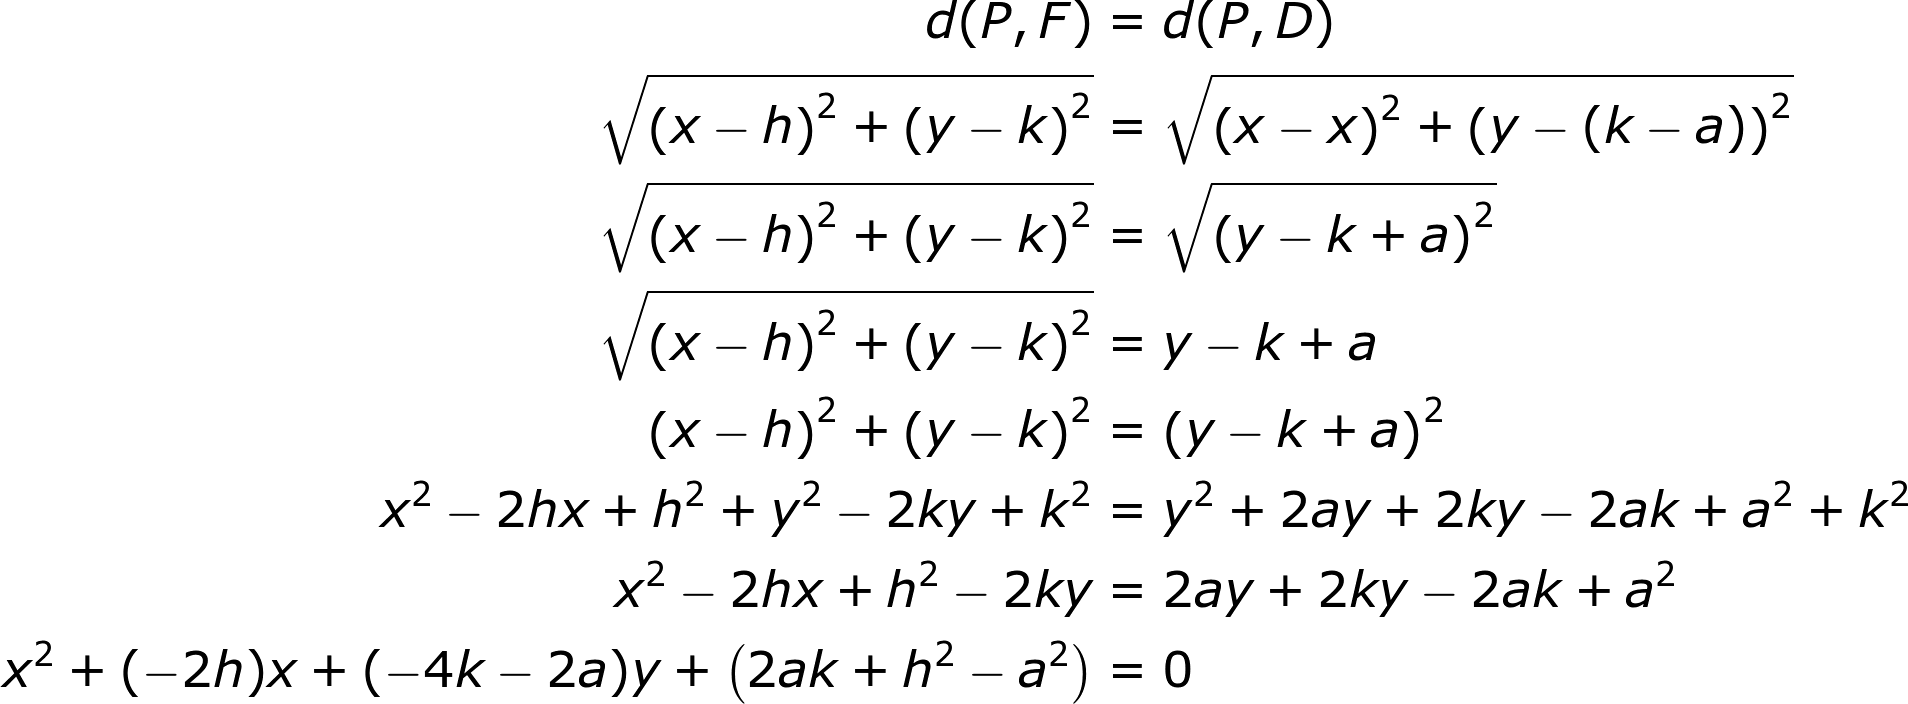 d(P, F) = d(P, D)
√((x − h)² + (y − k)²) = √((x − x)² + (y − (k − a))²)
√((x − h)² + (y − k)²) = √((y − k + a)²)
√((x − h)² + (y − k)²) = y − k + a
(x − h)² + (y − k)² = (y − k + a)²
x² − 2hx + h² + y² − 2ky + k² = y² + 2ay + 2ky − 2ak + a² + k²
x² − 2hx + h² − 2ky = 2ay + 2ky − 2ak + a²
x² + (−2h)x + (−4k − 2a)y + (2ak + h² − a²) = 0